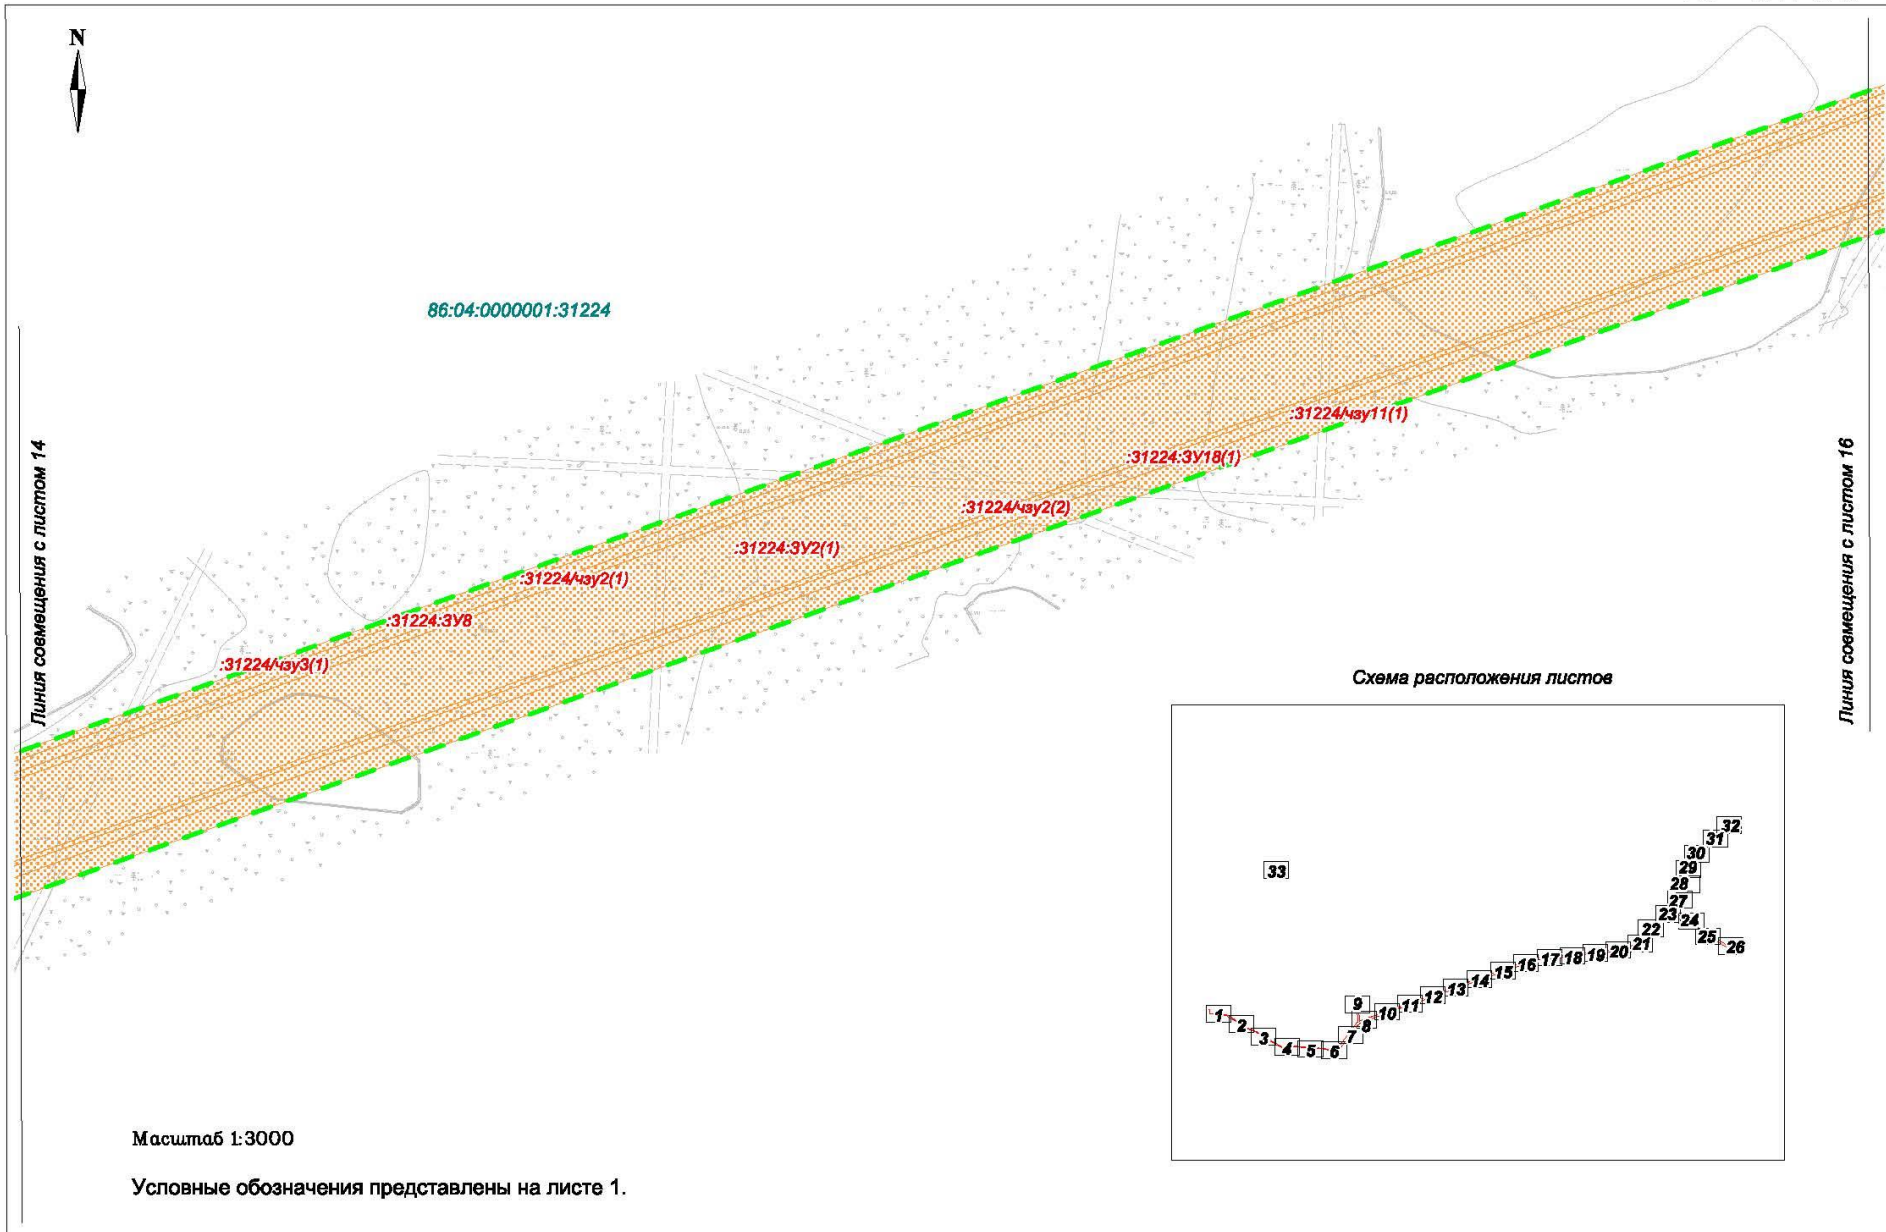 N
86:04:0000001:31224
Линия совмещения с листом 14
Линия совмещения с листом 16
:31224/чзу11(1)
:31224:ЗУ18(1)
:31224/чзу2(2)
:31224:ЗУ2(1)
:31224/чзу2(1)
:31224:ЗУ8
:31224/чзу3(1)
Схема расположения листов
32
31
30
29
28
27
23
24
22
25
21
26
33
20
19
18
17
16
15
14
13
12
11
10
9
8
7
6
5
4
3
2
1
Масштаб 1:3000
Условные обозначения представлены на листе 1.